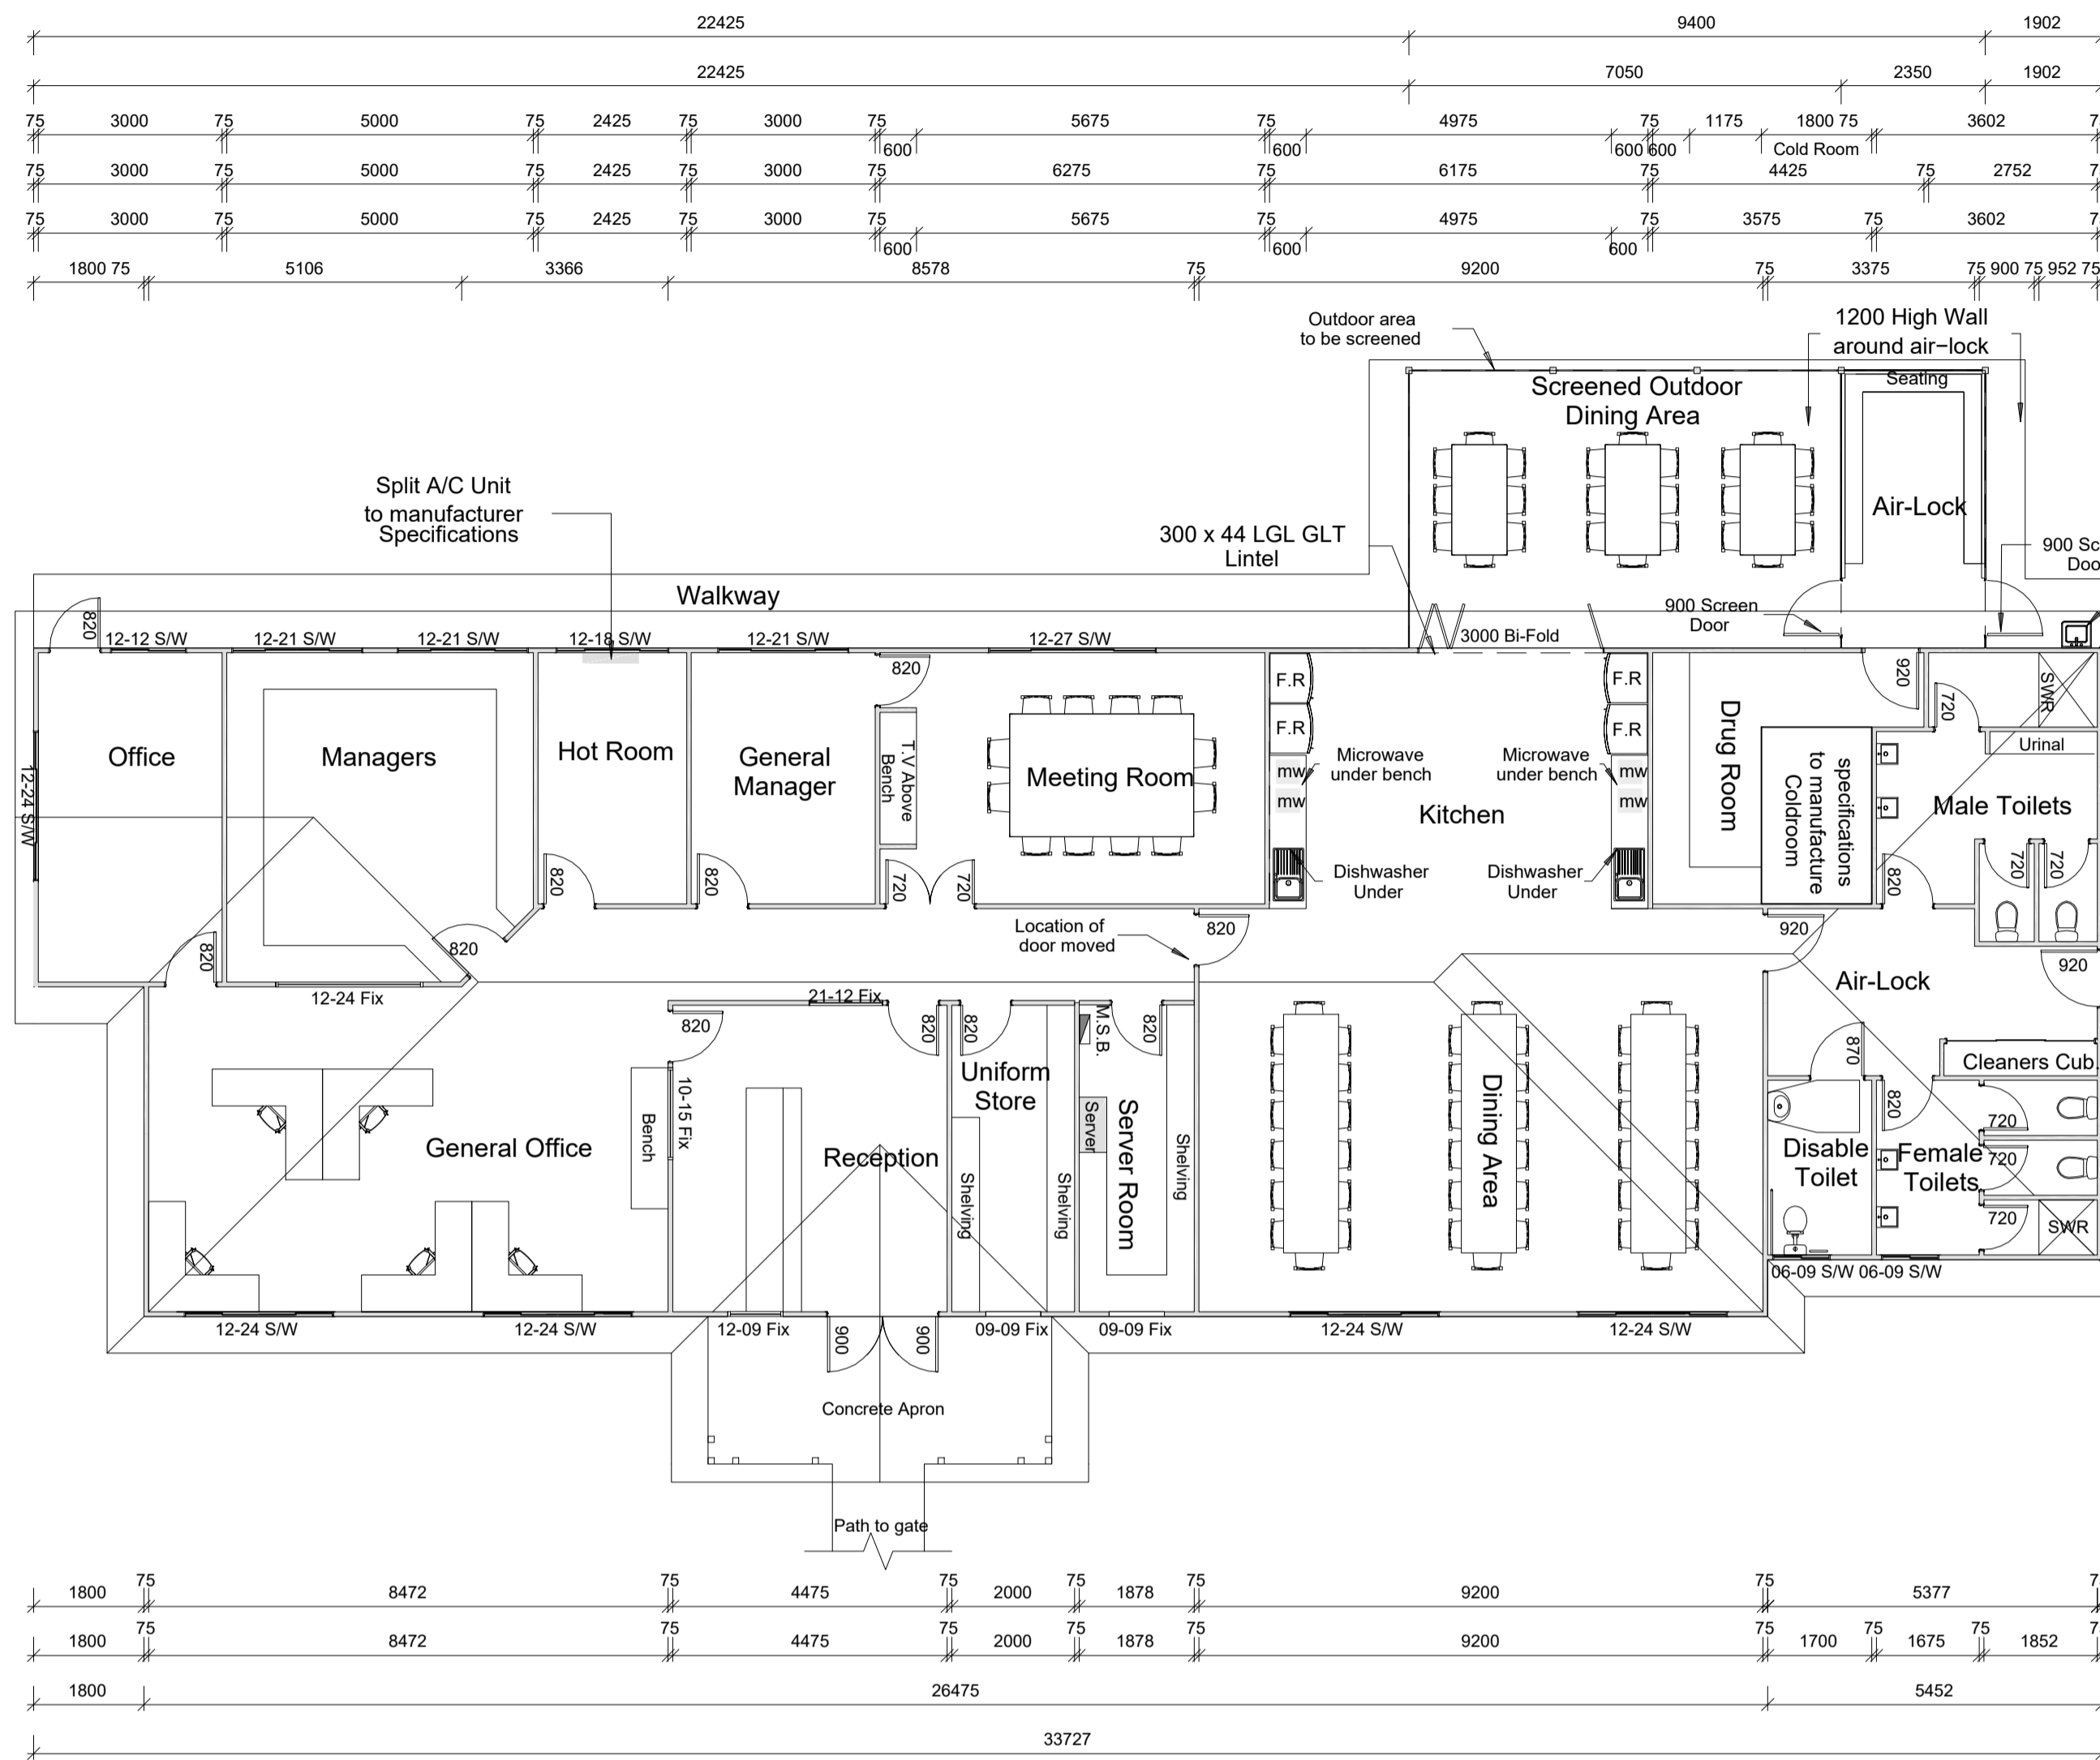 22425 9400 1902
22425 7050 2350 1902
75 3000 75 5000 75 2425 75 3000 75 5675 75 4975 75 1175 1800 75 3602
600 600 600 600 Cold Room
75 3000 75 5000 75 2425 75 3000 75 6275 75 6175 75 4425 75 2752
75 3000 75 5000 75 2425 75 3000 75 5675 75 4975 75 3575 75 3602
600 600 600
1800 75 5106 3366 8578 75 9200 75 3375 75 900 75 952 75
Outdoor area
to be screened
1200 High Wall
around air–lock
Screened Outdoor
Dining Area
Seating
Air-Lock
Split A/C Unit
to manufacturer
Specifications
300 x 44 LGL GLT
Lintel
900 Sc
Doo
Walkway
900 Screen
Door
820
12-12 S/W
12-21 S/W
12-21 S/W
12-18 S/W
12-21 S/W
12-27 S/W
3000 Bi-Fold
820
F.R
F.R
F.R
F.R
920
720
SWR
Urinal
Office
Managers
Hot Room
General
Manager
T.V Above
Bench
Meeting Room
Microwave
under bench
Microwave
under bench
mw
mw
mw
mw
Kitchen
Drug Room
specifications
to manufacture
Coldroom
Male Toilets
12-24 S/W
820
820
720
720
Dishwasher
Under
Dishwasher
Under
820
720
720
Location of
door moved
820
920
820
820
920
Air-Lock
12-24 Fix
21-12 Fix
820
820
820
M.S.B.
820
870
Cleaners Cub.
Uniform
Store
10-15 Fix
Bench
Server
Server Room
Shelving
Dining Area
820
720
General Office
Reception
Shelving
Shelving
Disable
Toilet
Female
Toilets
720
720
SWR
06-09 S/W 06-09 S/W
12-24 S/W
12-24 S/W
12-09 Fix
900
900
09-09 Fix
09-09 Fix
12-24 S/W
12-24 S/W
Concrete Apron
Path to gate
1800 75 8472 75 4475 75 2000 75 1878 75 9200 75 5377
1800 75 8472 75 4475 75 2000 75 1878 75 9200 75 1700 75 1675 75 1852
1800 26475 5452
33727